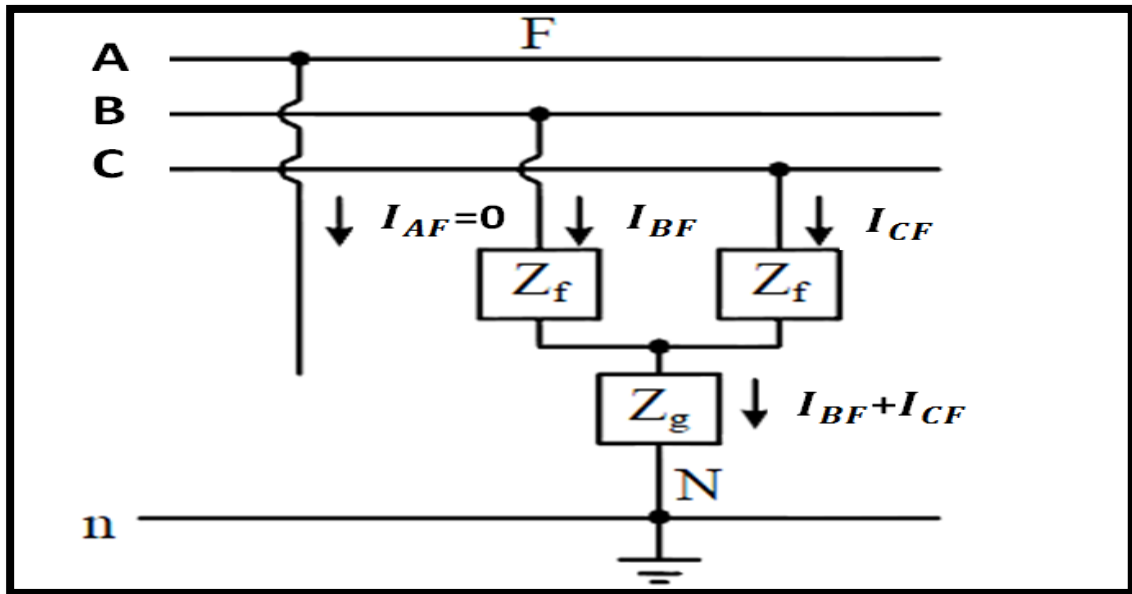 F
A
B
C
I_AF=0 I_BF I_CF
Z_f Z_f
Z_g I_BF+I_CF
N
n